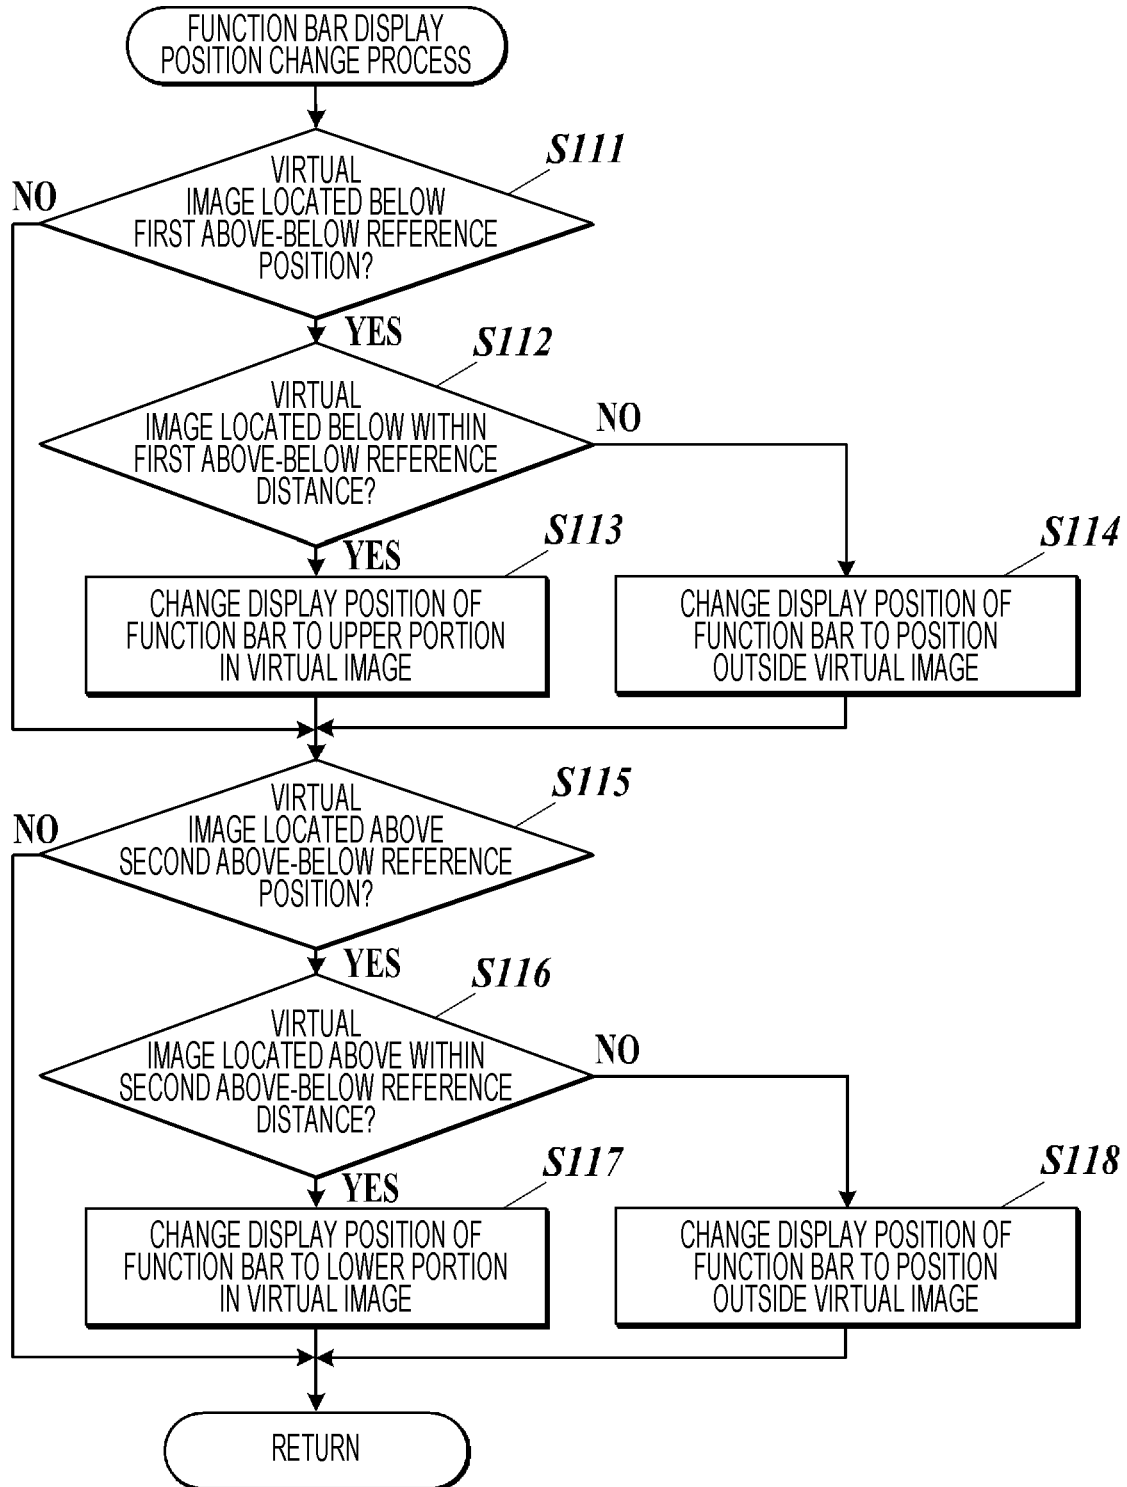 FUNCTION BAR DISPLAY
POSITION CHANGE PROCESS
S111
VIRTUAL
IMAGE LOCATED BELOW
FIRST ABOVE-BELOW REFERENCE
POSITION?
NO
YES
S112
VIRTUAL
IMAGE LOCATED BELOW WITHIN
FIRST ABOVE-BELOW REFERENCE
DISTANCE?
NO
YES
S113
CHANGE DISPLAY POSITION OF
FUNCTION BAR TO UPPER PORTION
IN VIRTUAL IMAGE
S114
CHANGE DISPLAY POSITION OF
FUNCTION BAR TO POSITION
OUTSIDE VIRTUAL IMAGE
S115
VIRTUAL
IMAGE LOCATED ABOVE
SECOND ABOVE-BELOW REFERENCE
POSITION?
NO
YES
S116
VIRTUAL
IMAGE LOCATED ABOVE WITHIN
SECOND ABOVE-BELOW REFERENCE
DISTANCE?
NO
YES
S117
CHANGE DISPLAY POSITION OF
FUNCTION BAR TO LOWER PORTION
IN VIRTUAL IMAGE
S118
CHANGE DISPLAY POSITION OF
FUNCTION BAR TO POSITION
OUTSIDE VIRTUAL IMAGE
RETURN